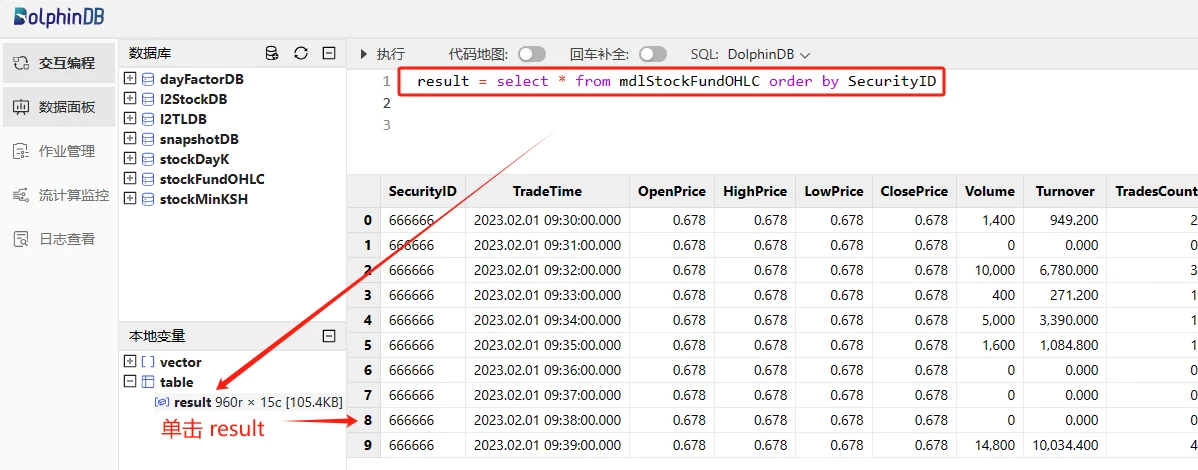 DolphinDB
交互编程
数据面板
作业管理
流计算监控
日志查看
数据库
dayFactorDB
l2StockDB
l2TLDB
snapshotDB
stockDayK
stockFundOHLC
stockMinKSH
本地变量
vector
table
result 960r × 15c [105.4KB]
单击 result
执行 代码地图: 回车补全: SQL: DolphinDB
1 result = select * from mdlStockFundOHLC order by SecurityID
2
3
SecurityID TradeTime OpenPrice HighPrice LowPrice ClosePrice Volume Turnover TradesCount
0 666666 2023.02.01 09:30:00.000 0.678 0.678 0.678 0.678 1,400 949.200 2
1 666666 2023.02.01 09:31:00.000 0.678 0.678 0.678 0.678 0 0.000 0
2 666666 2023.02.01 09:32:00.000 0.678 0.678 0.678 0.678 10,000 6,780.000 3
3 666666 2023.02.01 09:33:00.000 0.678 0.678 0.678 0.678 400 271.200 1
4 666666 2023.02.01 09:34:00.000 0.678 0.678 0.678 0.678 5,000 3,390.000 1
5 666666 2023.02.01 09:35:00.000 0.678 0.678 0.678 0.678 1,600 1,084.800 1
6 666666 2023.02.01 09:36:00.000 0.678 0.678 0.678 0.678 0 0.000 0
7 666666 2023.02.01 09:37:00.000 0.678 0.678 0.678 0.678 0 0.000 0
8 666666 2023.02.01 09:38:00.000 0.678 0.678 0.678 0.678 0 0.000 0
9 666666 2023.02.01 09:39:00.000 0.678 0.678 0.678 0.678 14,800 10,034.400 4